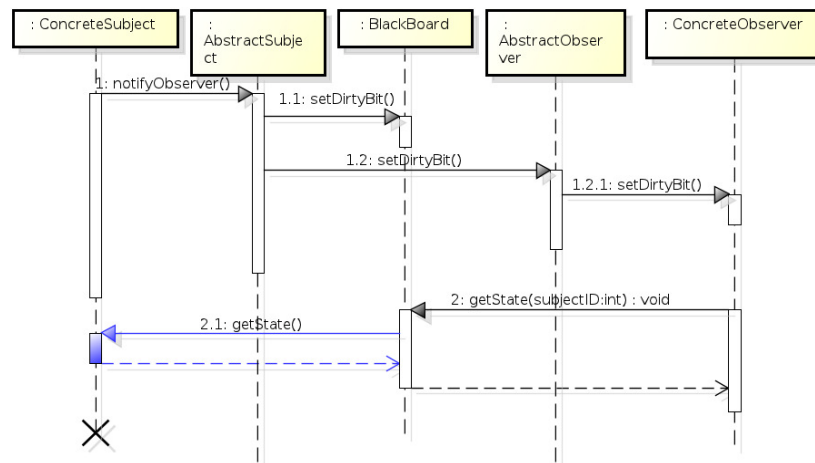 : ConcreteSubject
:
AbstractSubje
ct
: BlackBoard
:
AbstractObser
ver
: ConcreteObserver
1: notifyObserver()
1.1: setDirtyBit()
1.2: setDirtyBit()
1.2.1: setDirtyBit()
2: getState(subjectID:int) : void
2.1: getState()